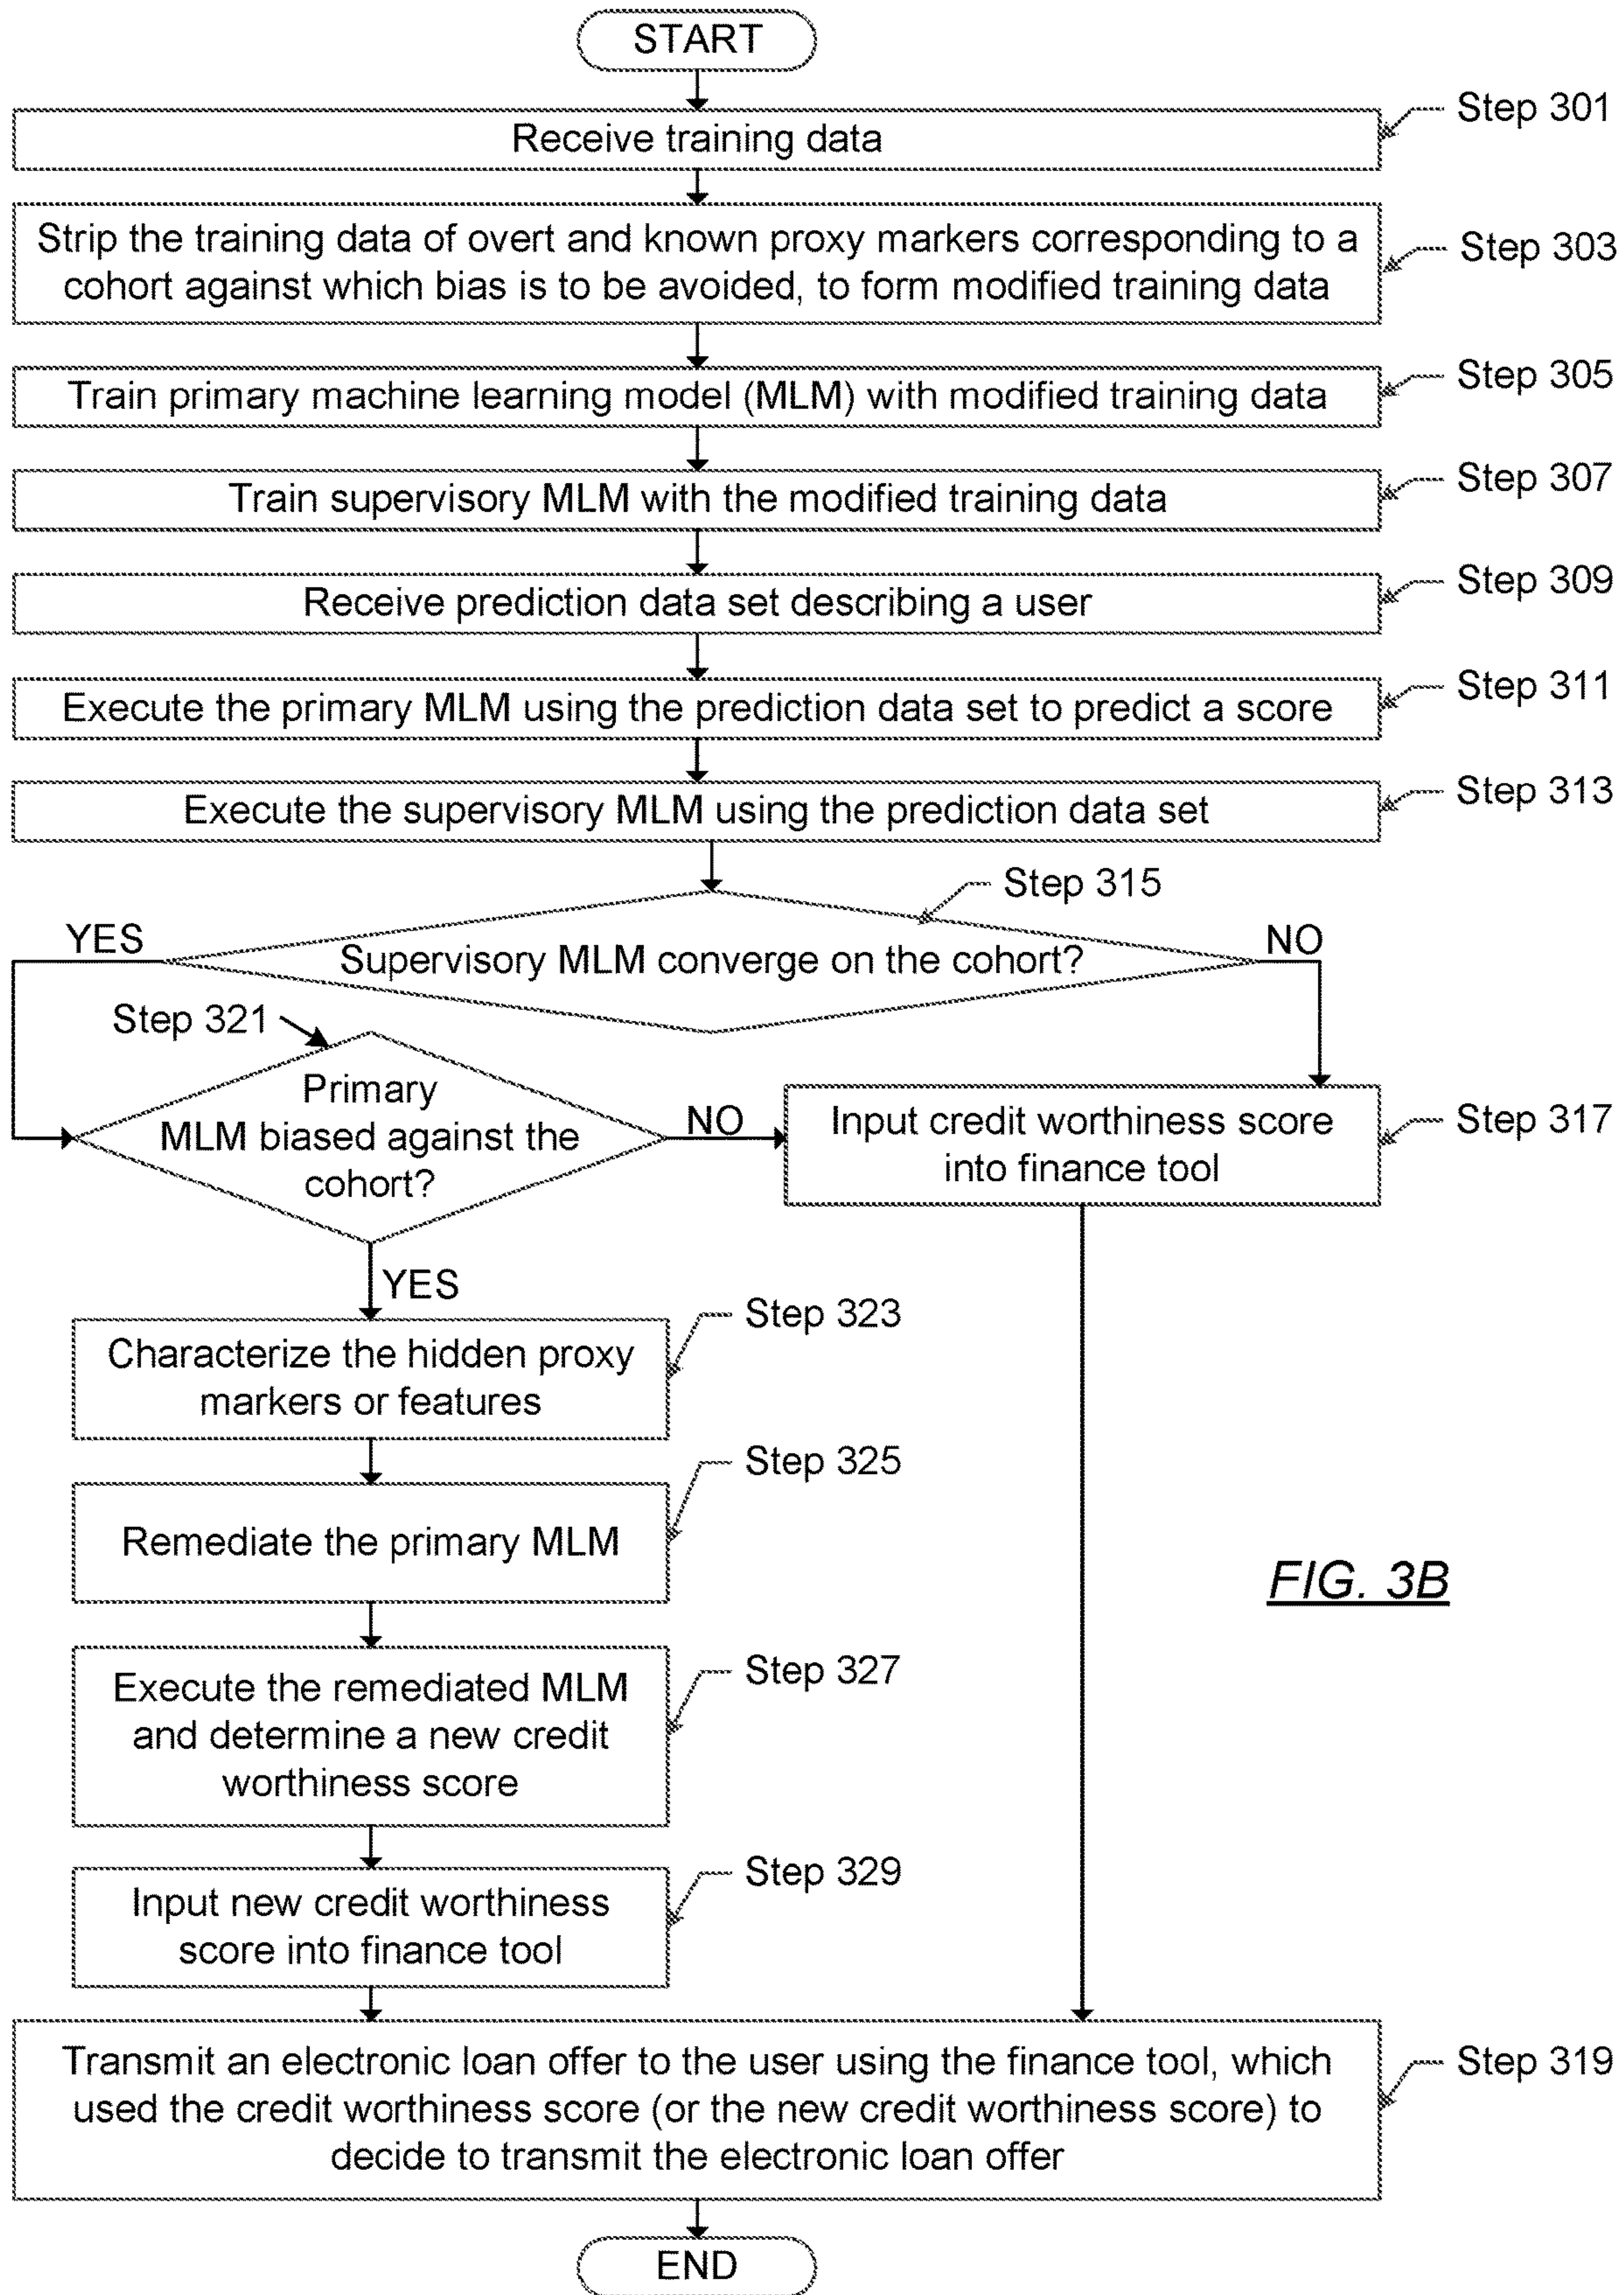 START
Step 301
Receive training data
Strip the training data of overt and known proxy markers corresponding to a
cohort against which bias is to be avoided, to form modified training data
Step 303
Step 305
Train primary machine learning model (MLM) with modified training data
Step 307
Train supervisory MLM with the modified training data
Step 309
Receive prediction data set describing a user
Step 311
Execute the primary MLM using the prediction data set to predict a score
Step 313
Execute the supervisory MLM using the prediction data set
Step 315
YES
NO
Supervisory MLM converge on the cohort?
Step 321
Primary
MLM biased against the
cohort?
NO
Input credit worthiness score
into finance tool
Step 317
YES
Step 323
Characterize the hidden proxy
markers or features
Step 325
Remediate the primary MLM
FIG. 3B
Step 327
Execute the remediated MLM
and determine a new credit
worthiness score
Step 329
Input new credit worthiness
score into finance tool
Transmit an electronic loan offer to the user using the finance tool, which
used the credit worthiness score (or the new credit worthiness score) to
decide to transmit the electronic loan offer
Step 319
END